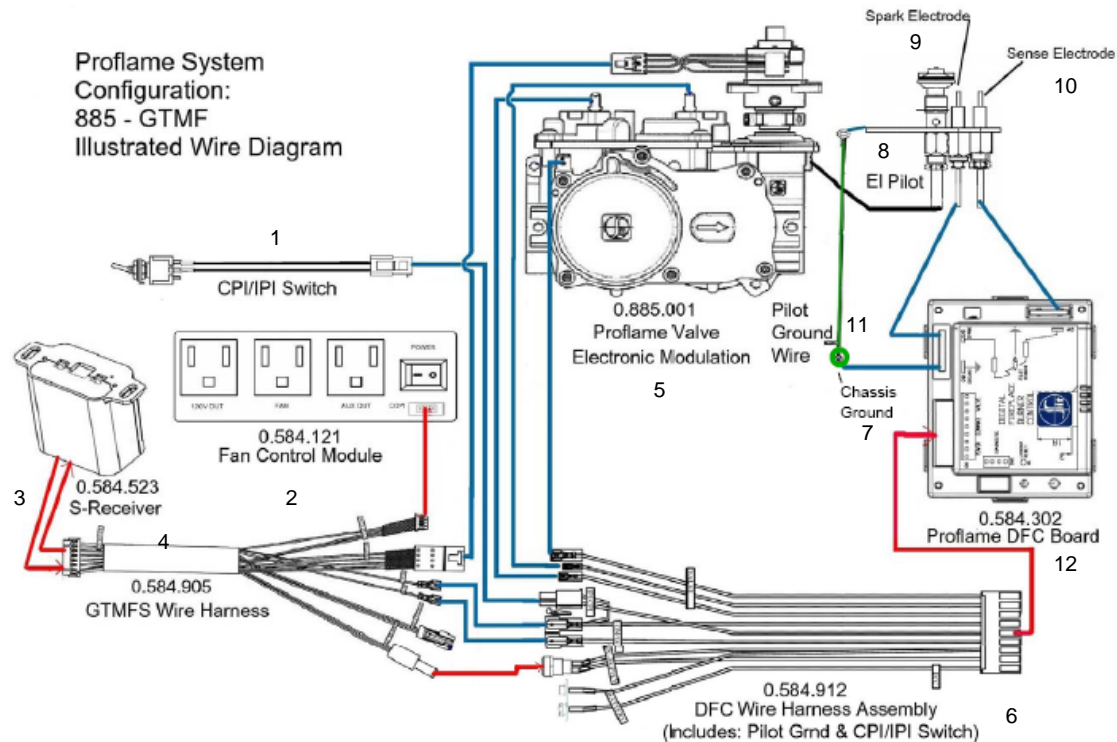 Proflame System
Configuration:
885 - GTMF
Illustrated Wire Diagram
Spark Electrode
9
Sense Electrode
10
8
EI Pilot
1
CPI/IPI Switch
0.885.001
Proflame Valve
Electronic Modulation
5
Pilot
Ground
Wire
11
Chassis
Ground
7
POWER
120V OUT
FAN
AUX OUT
0.584.121
Fan Control Module
2
0.584.523
S-Receiver
3
4
0.584.905
GTMFS Wire Harness
DIGITAL
FIREPLACE
BURNER
CONTROL
0.584.302
Proflame DFC Board
12
0.584.912
DFC Wire Harness Assembly
(Includes: Pilot Grnd & CPI/IPI Switch)
6